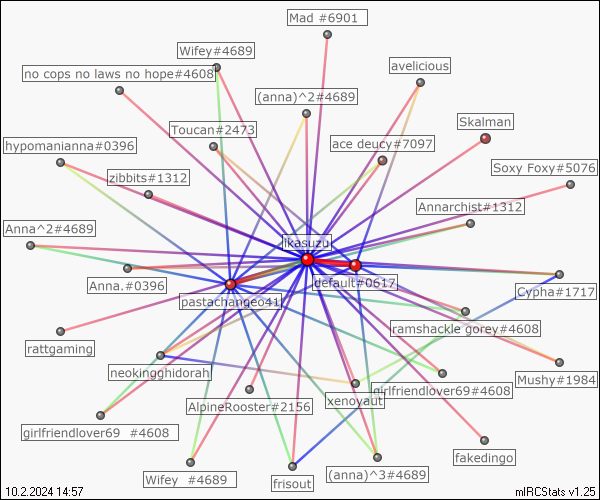 Mad #6901
Wifey#4689
avelicious
no cops no laws no hope#4608
(anna)^2#4689
Skalman
Toucan#2473
ace deucy#7097
hypomanianna#0396
Soxy Foxy#5076
zibbits#1312
Annarchist#1312
Anna^2#4689
likasuzu
Anna.#0396
default#0617
Cypha#1717
pastachangeo41
ramshackle gorey#4608
rattgaming
neokingghidorah
Mushy#1984
girlfriendlover69#4608
xenoyaut
AlpineRooster#2156
girlfriendlover69 #4608
fakedingo
Wifey #4689
(anna)^3#4689
frisout
10.2.2024 14:57
mIRCStats v1.25